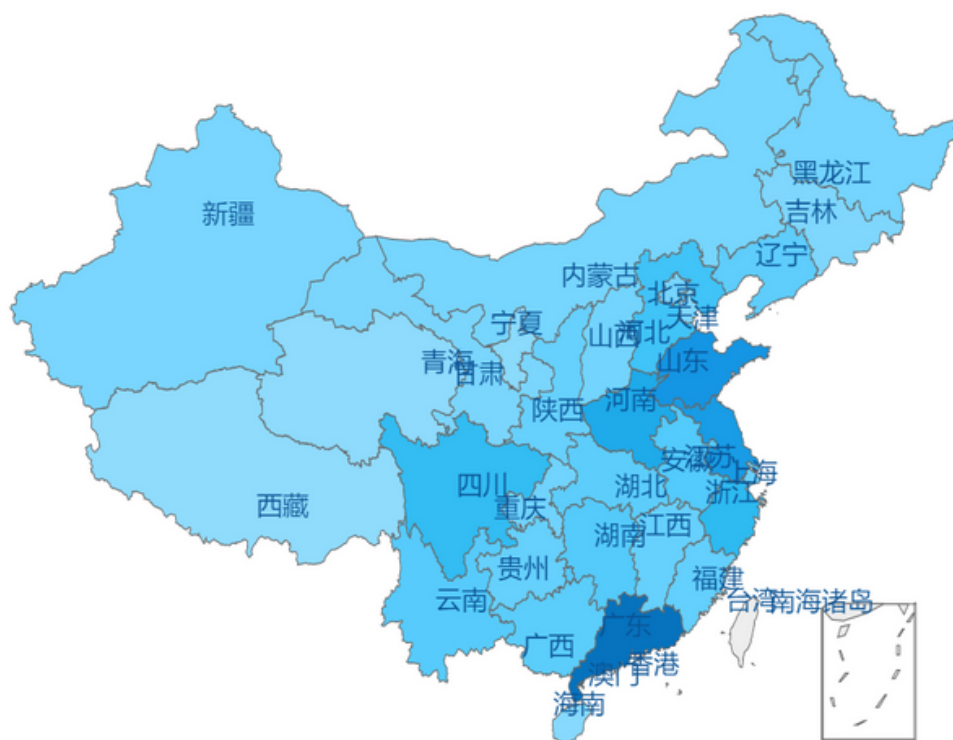 黑龙江
新疆
吉林
辽宁
内蒙古
北京
天津
宁夏
山西
河北
青海
甘肃
山东
陕西
河南
安徽
江苏
上海
四川
重庆
湖北
浙江
西藏
湖南
江西
贵州
福建
云南
台湾
南海诸岛
广东
广西
香港
澳门
海南